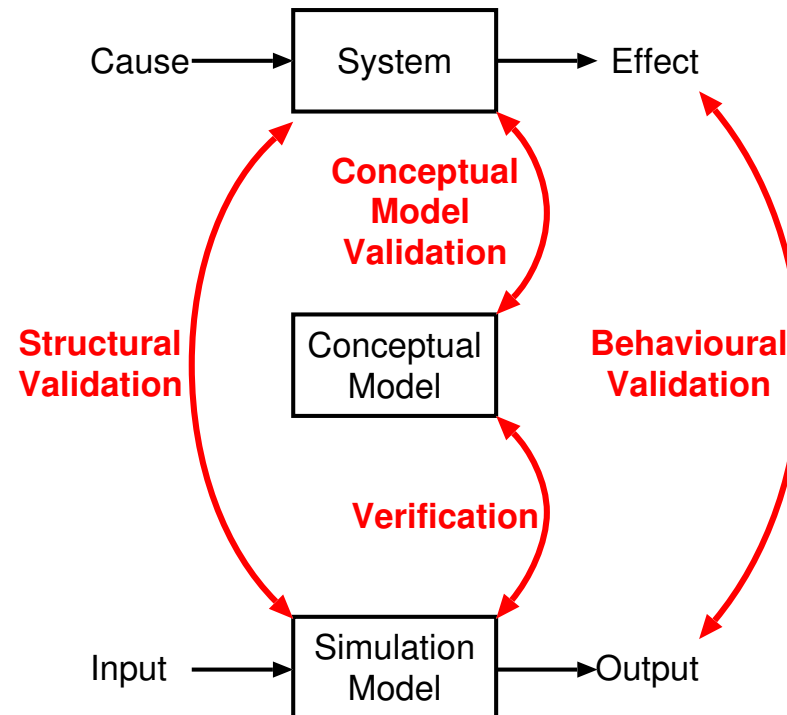 Cause
System
Effect
Conceptual
Model
Validation
Structural
Validation
Conceptual
Model
Behavioural
Validation
Verification
Input
Simulation
Model
Output